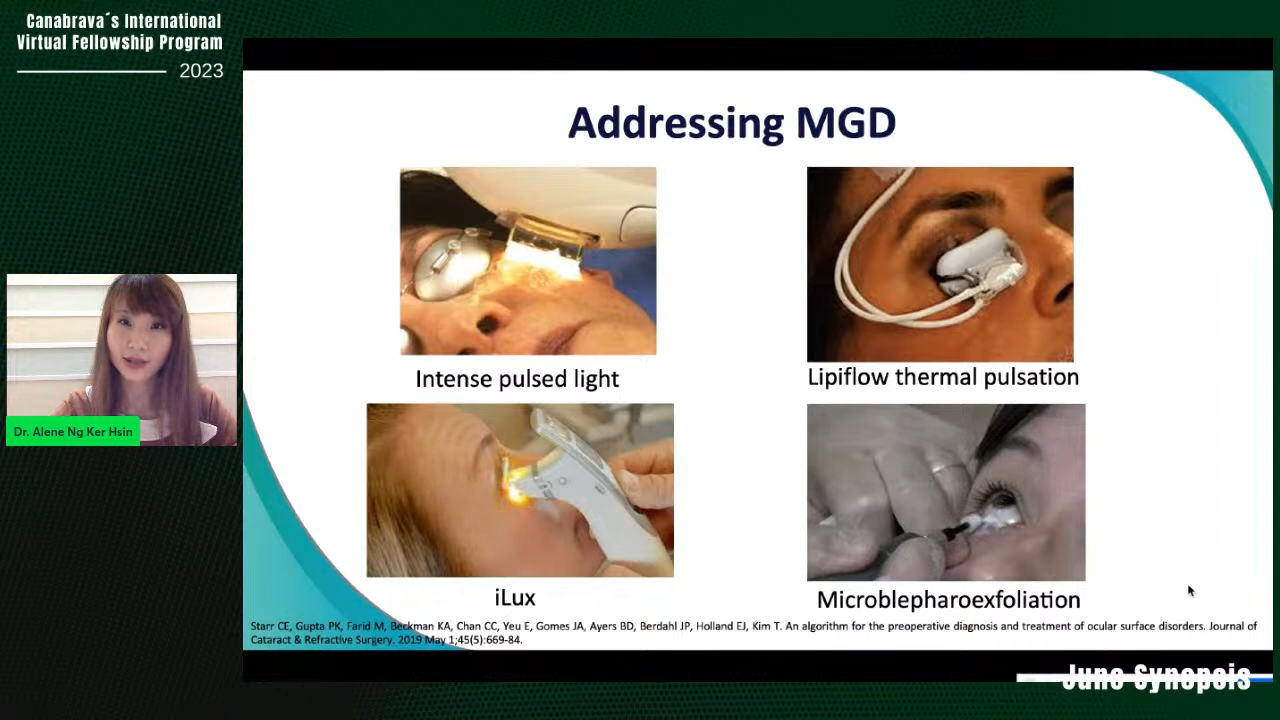 Canabrava´s International
Virtual Fellowship Program
2023
Addressing MGD
Intense pulsed light
Lipiflow thermal pulsation
iLux
Microblepharoexfoliation
Starr CE, Gupta PK, Farid M, Beckman KA, Chan CC, Yeu E, Gomes JA, Ayers BD, Berdahl JP, Holland EJ, Kim T. An algorithm for the preoperative diagnosis and treatment of ocular surface disorders. Journal of
Cataract & Refractive Surgery. 2019 May 1;45(5):669-84.
Dr. Alene Ng Ker Hsin
June Synopsis